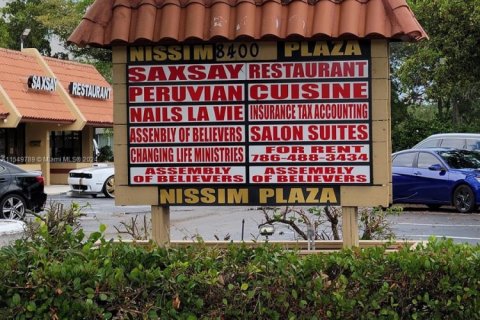 NISSIM 8400 PLAZA
SAXSAY RESTAURANT
PERUVIAN CUISINE
NAILS LA VIE INSURANCE TAX ACCOUNTING
ASSEMBLY OF BELIEVERS SALON SUITES
CHANGING LIFE MINISTRIES FOR RENT
786-488-3434
ASSEMBLY OF BELIEVERS ASSEMBLY OF BELIEVERS
NISSIM PLAZA
SAXSAY RESTAURANT